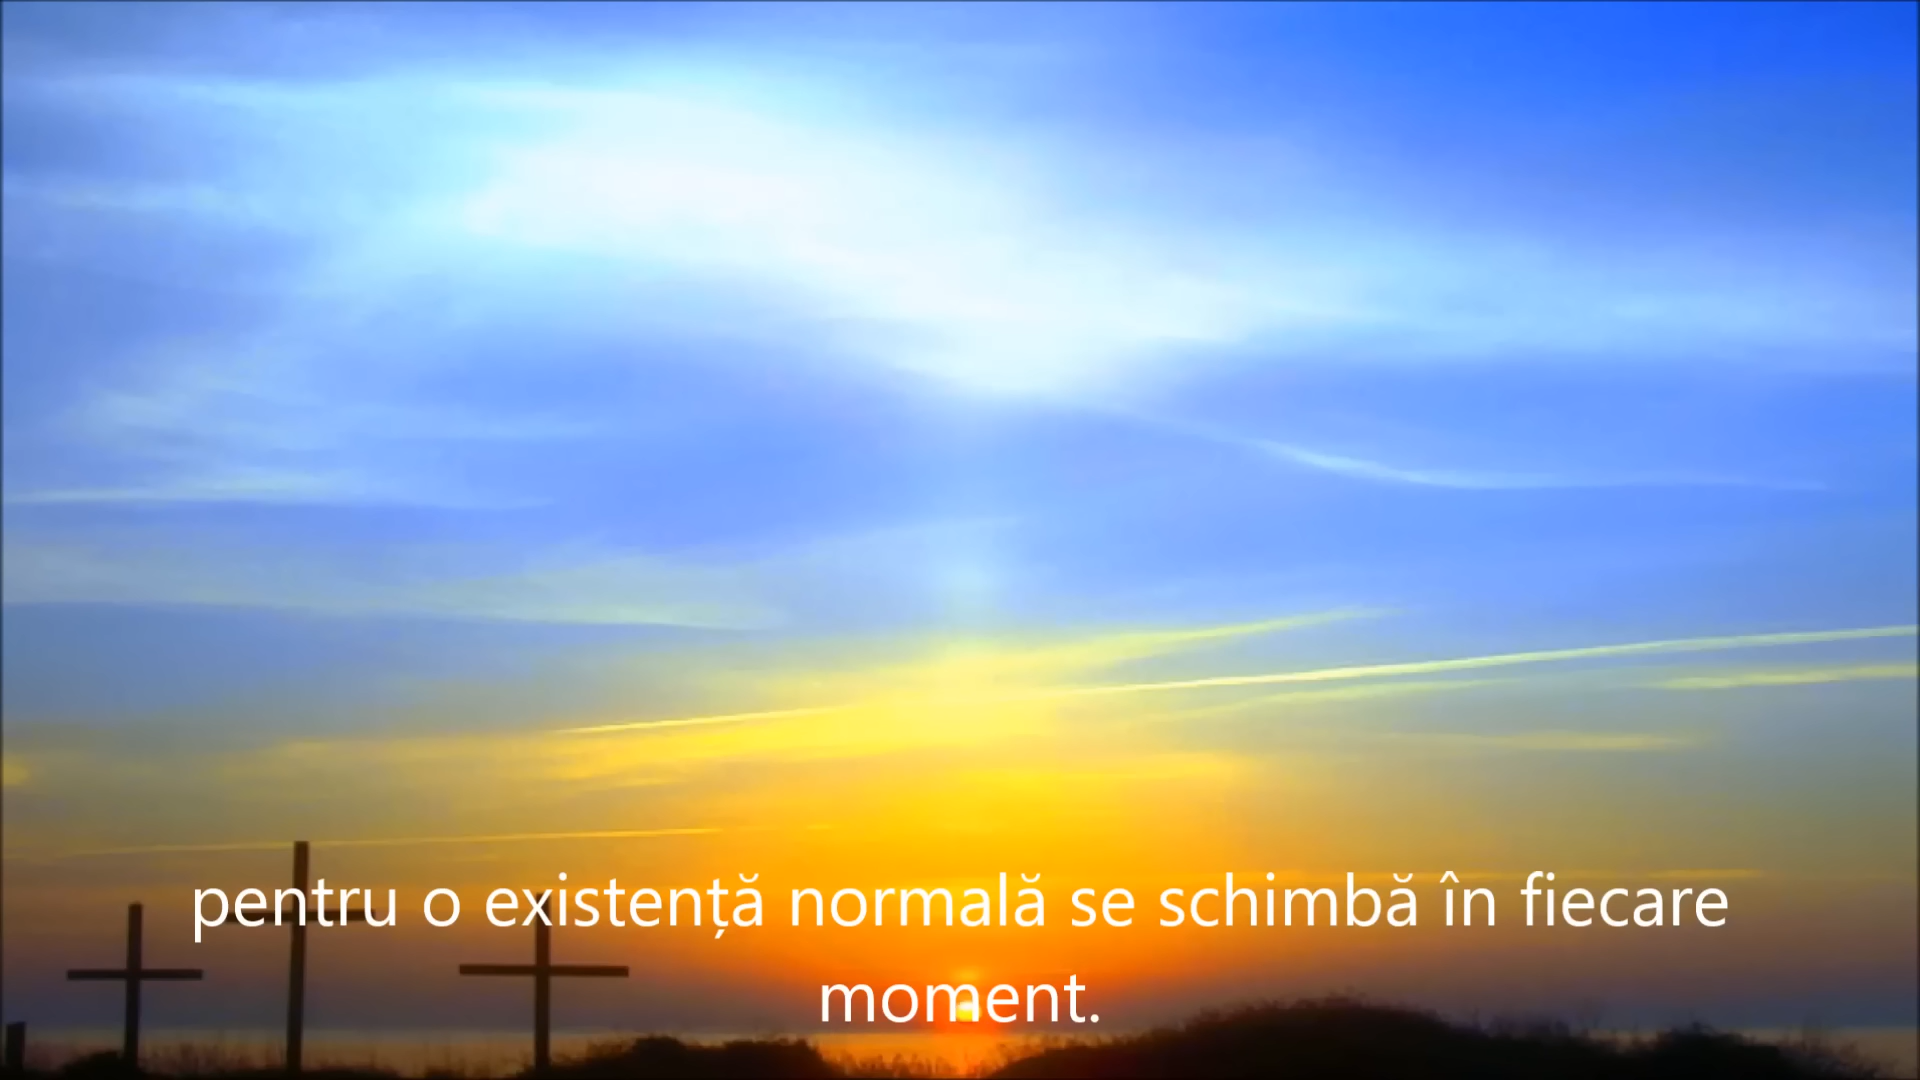 pentru o existență normală se schimbă în fiecare
moment.